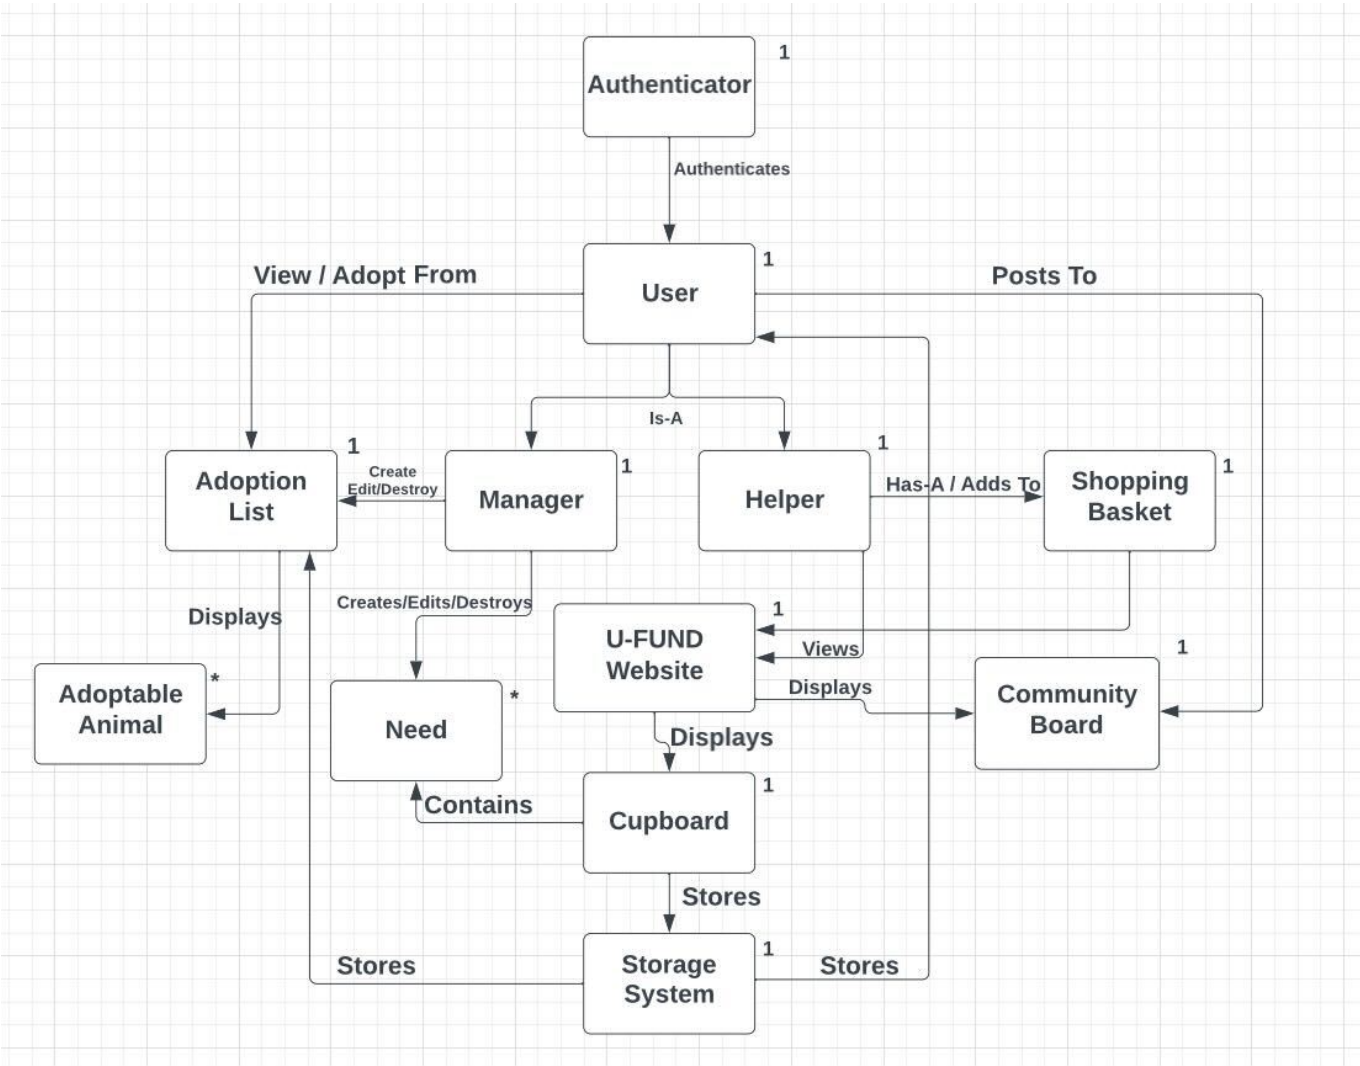 1
Authenticator
Authenticates
1
User
View / Adopt From
Posts To
Is-A
1
Adoption
List
Create
Edit/Destroy
1
Manager
1
Helper
Has-A / Adds To
1
Shopping
Basket
Displays
Creates/Edits/Destroys
1
U-FUND
Website
Views
Displays
1
Community
Board
*
Adoptable
Animal
*
Need
Displays
Contains
1
Cupboard
Stores
Stores
1
Storage
System
Stores